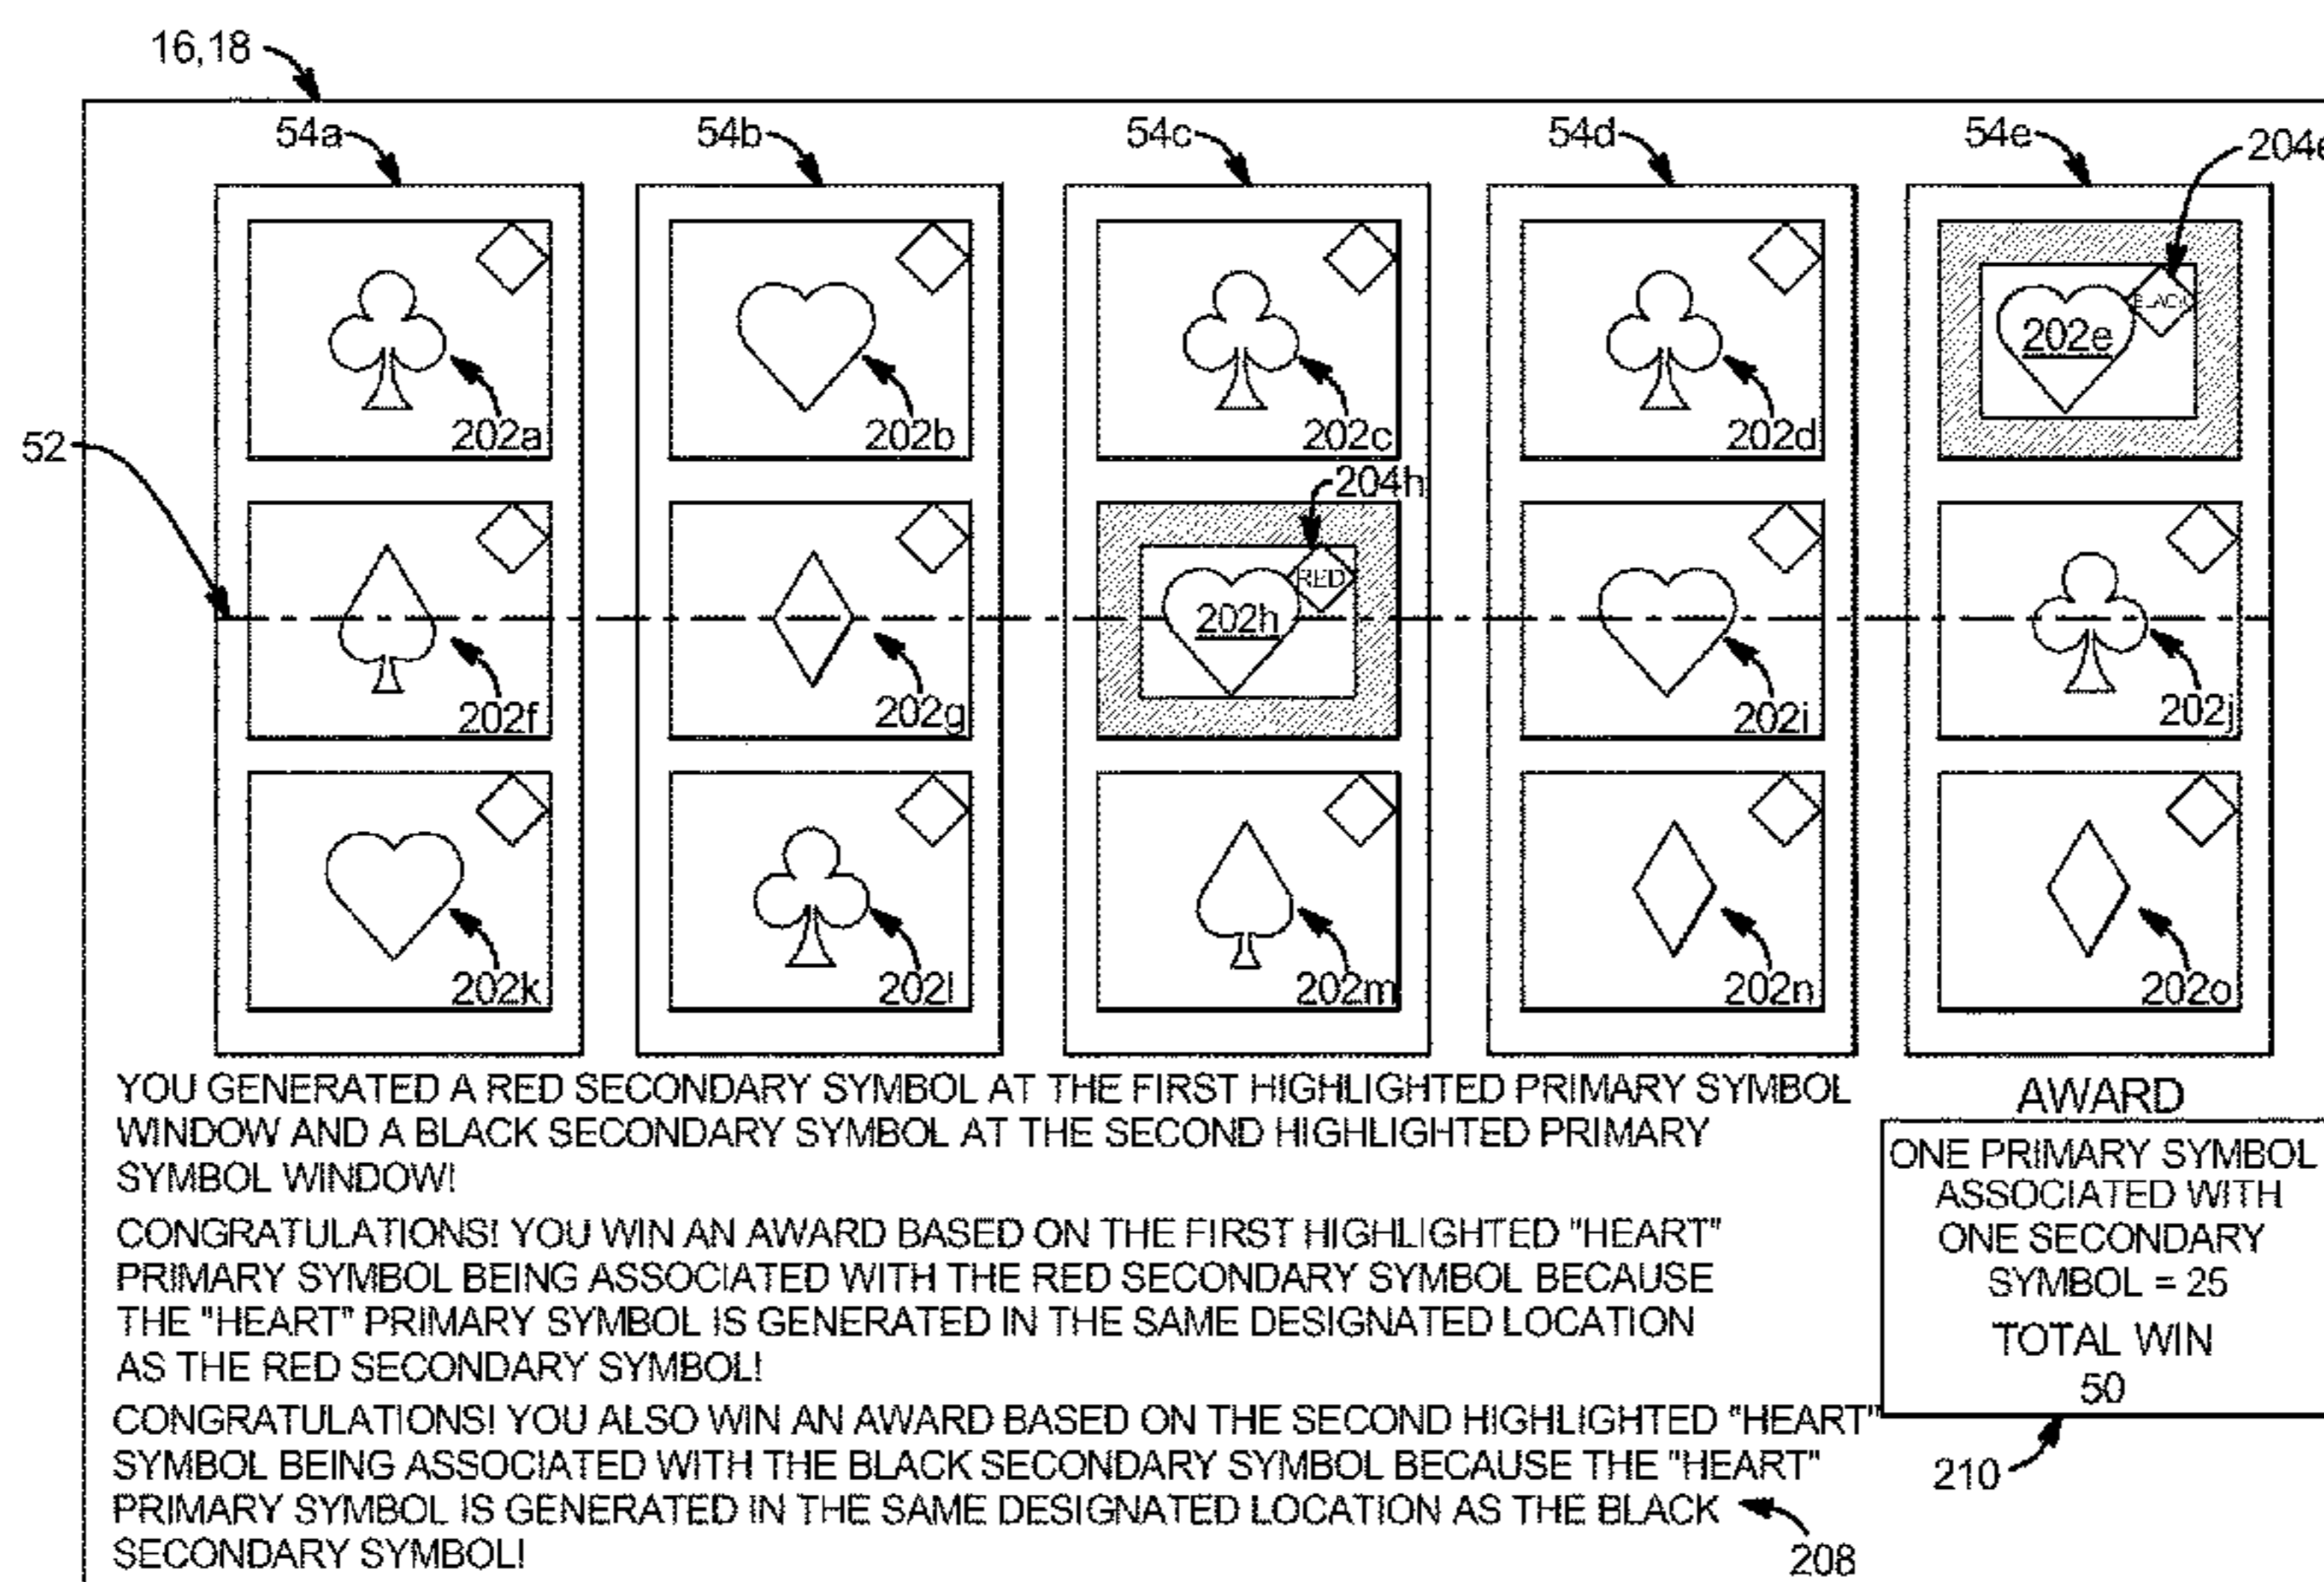 16,18
54a 54b 54c 54d 54e
204e
BLACK
202e
202a 202b 202c 202d
52
204h
RED
202h
202f 202g 202i 202j
202k 202l 202m 202n 202o
YOU GENERATED A RED SECONDARY SYMBOL AT THE FIRST HIGHLIGHTED PRIMARY SYMBOL
WINDOW AND A BLACK SECONDARY SYMBOL AT THE SECOND HIGHLIGHTED PRIMARY
SYMBOL WINDOW!
CONGRATULATIONS! YOU WIN AN AWARD BASED ON THE FIRST HIGHLIGHTED "HEART"
PRIMARY SYMBOL BEING ASSOCIATED WITH THE RED SECONDARY SYMBOL BECAUSE
THE "HEART" PRIMARY SYMBOL IS GENERATED IN THE SAME DESIGNATED LOCATION
AS THE RED SECONDARY SYMBOL!
CONGRATULATIONS! YOU ALSO WIN AN AWARD BASED ON THE SECOND HIGHLIGHTED "HEART"
SYMBOL BEING ASSOCIATED WITH THE BLACK SECONDARY SYMBOL BECAUSE THE "HEART"
PRIMARY SYMBOL IS GENERATED IN THE SAME DESIGNATED LOCATION AS THE BLACK
SECONDARY SYMBOL!
208
AWARD
ONE PRIMARY SYMBOL
ASSOCIATED WITH
ONE SECONDARY
SYMBOL = 25
TOTAL WIN
50
210